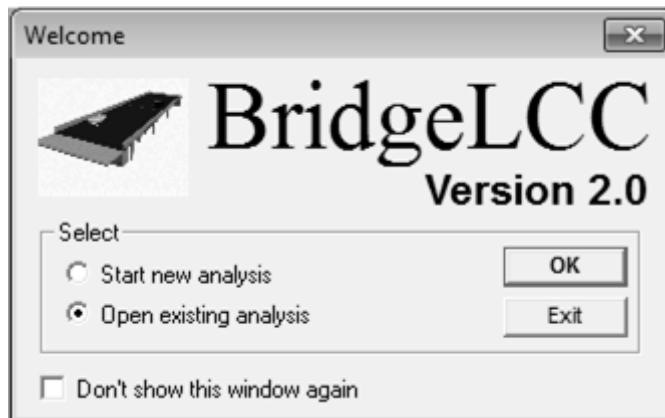 Welcome
BridgeLCC
Version 2.0
Select
Start new analysis
OK
Open existing analysis
Exit
Don't show this window again